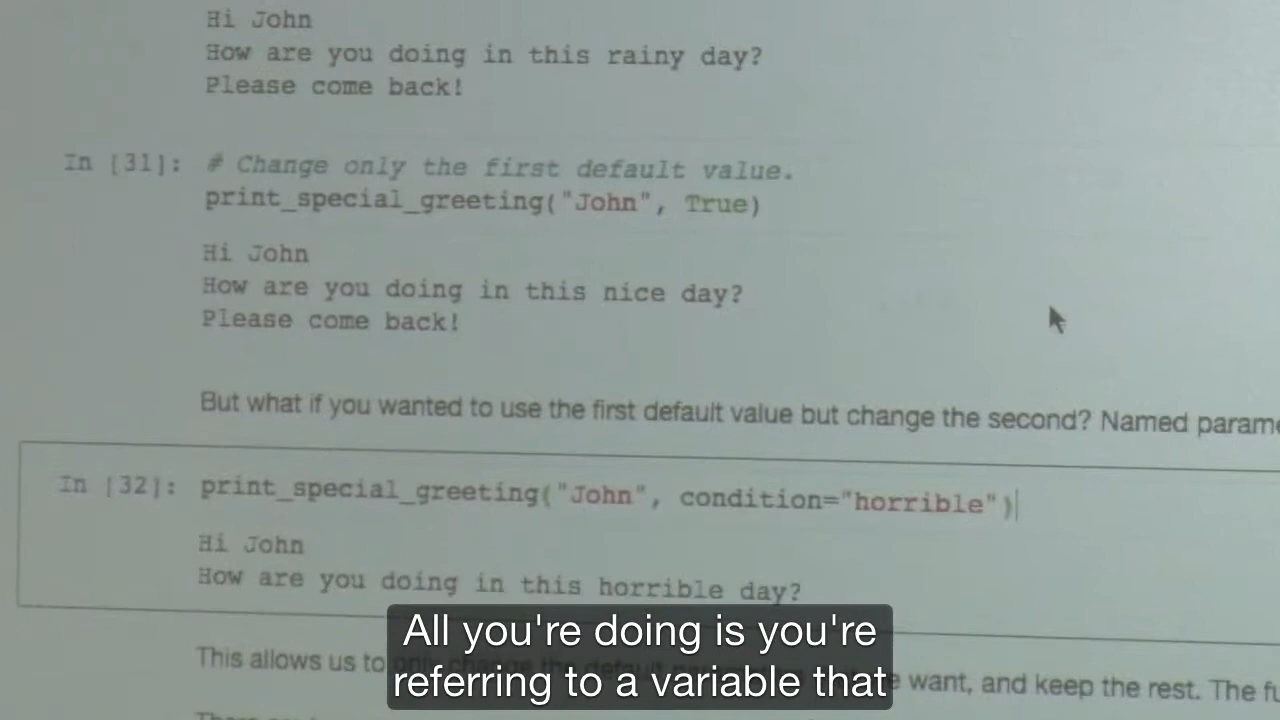 Hi John
How are you doing in this rainy day?
Please come back!
In [31]: # Change only the first default value.
print_special_greeting("John", True)
Hi John
How are you doing in this nice day?
Please come back!
But what if you wanted to use the first default value but change the second? Named parame
In [32]: print_special_greeting("John", condition="horrible")
Hi John
How are you doing in this horrible day?
All you're doing is you're
referring to a variable that
This allows us to only change the default e want, and keep the rest. The fu